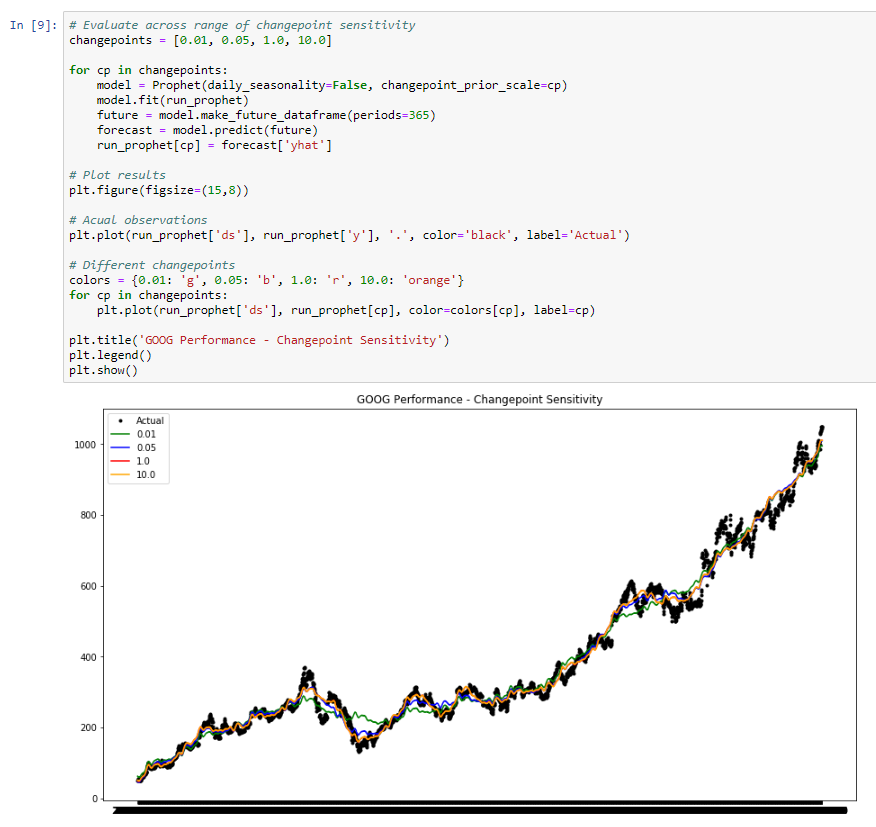 In [9]:
# Evaluate across range of changepoint sensitivity
changepoints = [0.01, 0.05, 1.0, 10.0]
for cp in changepoints:
model = Prophet(daily_seasonality=False, changepoint_prior_scale=cp)
model.fit(run_prophet)
future = model.make_future_dataframe(periods=365)
forecast = model.predict(future)
run_prophet[cp] = forecast['yhat']
# Plot results
plt.figure(figsize=(15,8))
# Acual observations
plt.plot(run_prophet['ds'], run_prophet['y'], '.', color='black', label='Actual')
# Different changepoints
colors = {0.01: 'g', 0.05: 'b', 1.0: 'r', 10.0: 'orange'}
for cp in changepoints:
plt.plot(run_prophet['ds'], run_prophet[cp], color=colors[cp], label=cp)
plt.title('GOOG Performance - Changepoint Sensitivity')
plt.legend()
plt.show()
GOOG Performance - Changepoint Sensitivity
Actual
0.01
0.05
1.0
10.0
1000
800
600
400
200
0